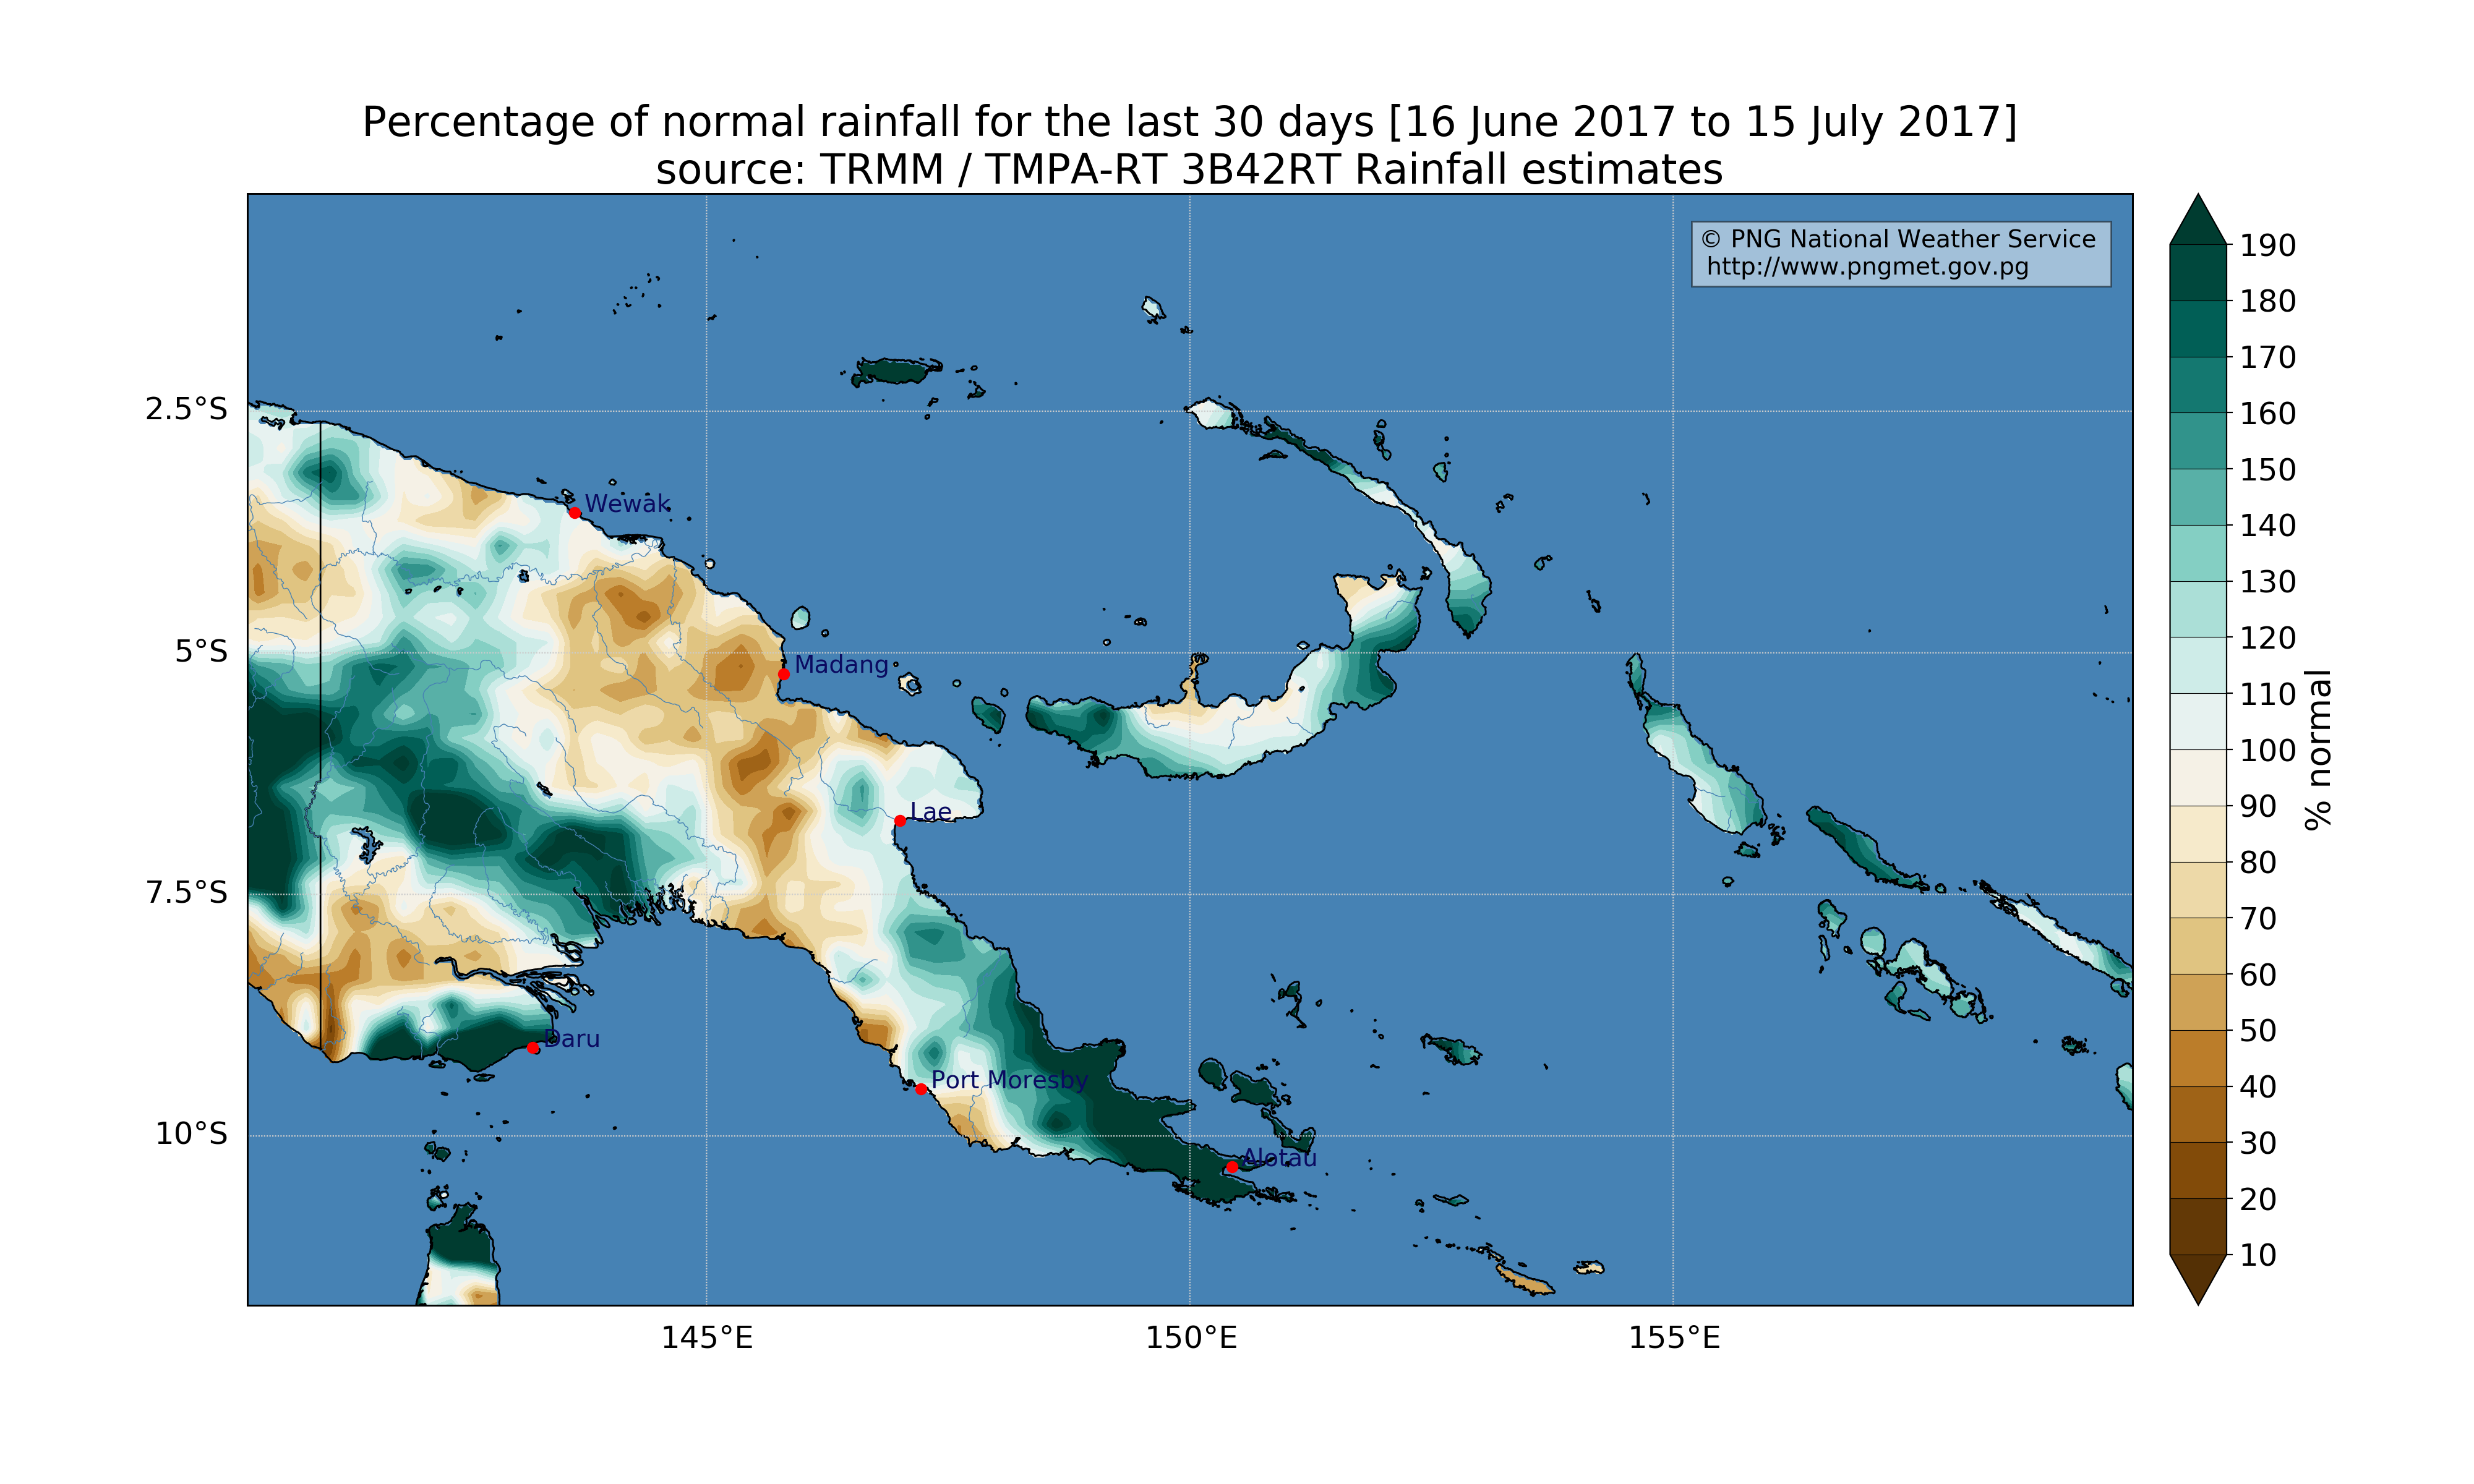 Percentage of normal rainfall for the last 30 days [16 June 2017 to 15 July 2017]
source: TRMM / TMPA-RT 3B42RT Rainfall estimates
© PNG National Weather Service
http://www.pngmet.gov.pg
190
180
170
160
150
140
130
120
110
100
90
80
70
60
50
40
30
20
10
% normal
2.5°S
5°S
7.5°S
10°S
Wewak
Madang
Lae
Daru
Port Moresby
Alotau
145°E
150°E
155°E